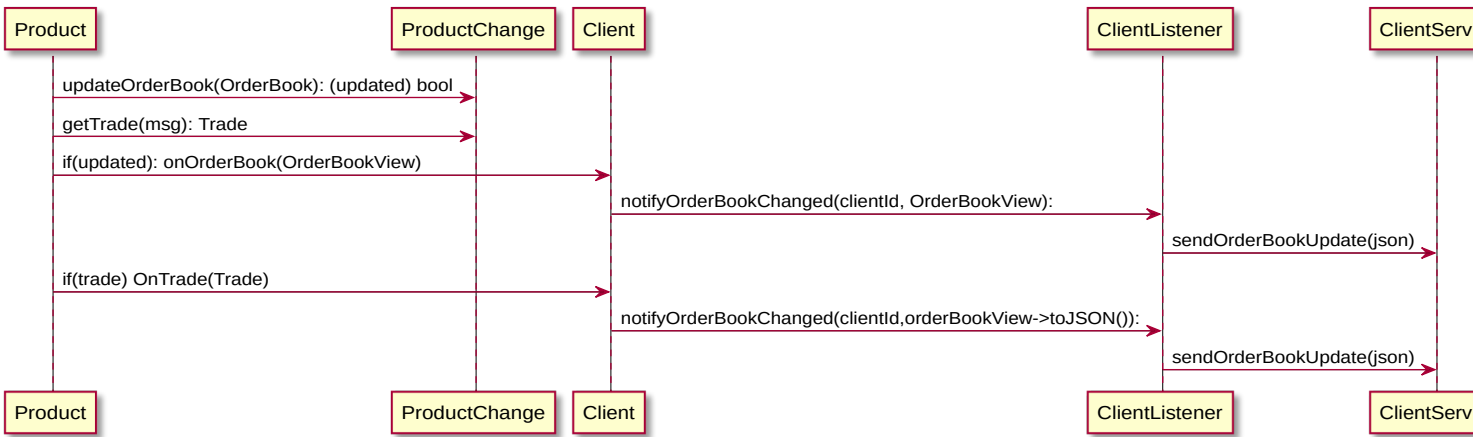 Product ProductChange Client ClientListener ClientServ
updateOrderBook(OrderBook): (updated) bool
getTrade(msg): Trade
if(updated): onOrderBook(OrderBookView)
notifyOrderBookChanged(clientId, OrderBookView):
sendOrderBookUpdate(json)
if(trade) OnTrade(Trade)
notifyOrderBookChanged(clientId,orderBookView->toJSON()):
sendOrderBookUpdate(json)
Product ProductChange Client ClientListener ClientServ